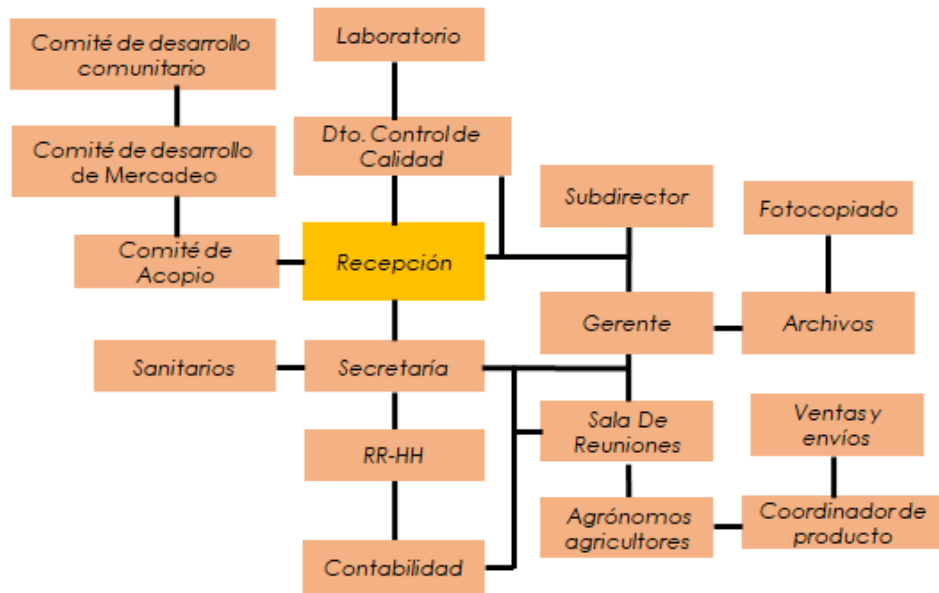 Comité de desarrollo
comunitario
Laboratorio
Comité de desarrollo
de Mercadeo
Dto. Control de
Calidad
Subdirector
Fotocopiado
Comité de
Acopio
Recepción
Gerente
Archivos
Sanitarios
Secretaría
Sala De
Reuniones
Ventas y
envíos
RR-HH
Agrónomos
agricultores
Coordinador de
producto
Contabilidad